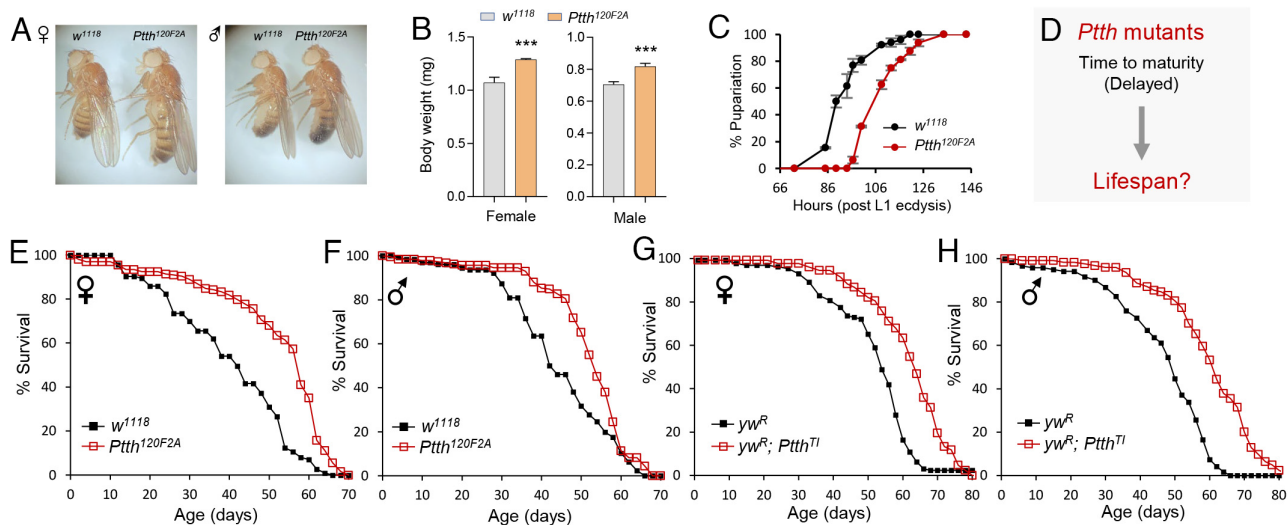 A ♀ w1118 Ptth120F2A ♂ w1118 Ptth120F2A
B w1118 Ptth120F2A
Body weight (mg)
1.5
1.0
0.5
0.0
Female
***
1.0
0.8
0.6
0.4
0.2
0.0
Male
***
C
% Pupariation
100
80
60
40
20
0
w1118
Ptth120F2A
66 86 106 126 146
Hours (post L1 ecdysis)
D
Ptth mutants
Time to maturity
(Delayed)
Lifespan?
E
♀
% Survival
100
80
60
40
20
0
w1118
Ptth120F2A
0 10 20 30 40 50 60 70
Age (days)
F
♂
% Survival
100
80
60
40
20
0
w1118
Ptth120F2A
0 20 40 60
Age (days)
G
♀
% Survival
100
80
60
40
20
0
ywR
ywR; PtthTI
0 10 20 30 40 50 60 70 80
Age (days)
H
♂
% Survival
100
80
60
40
20
0
ywR
ywR; PtthTI
0 10 20 30 40 50 60 70 80
Age (days)